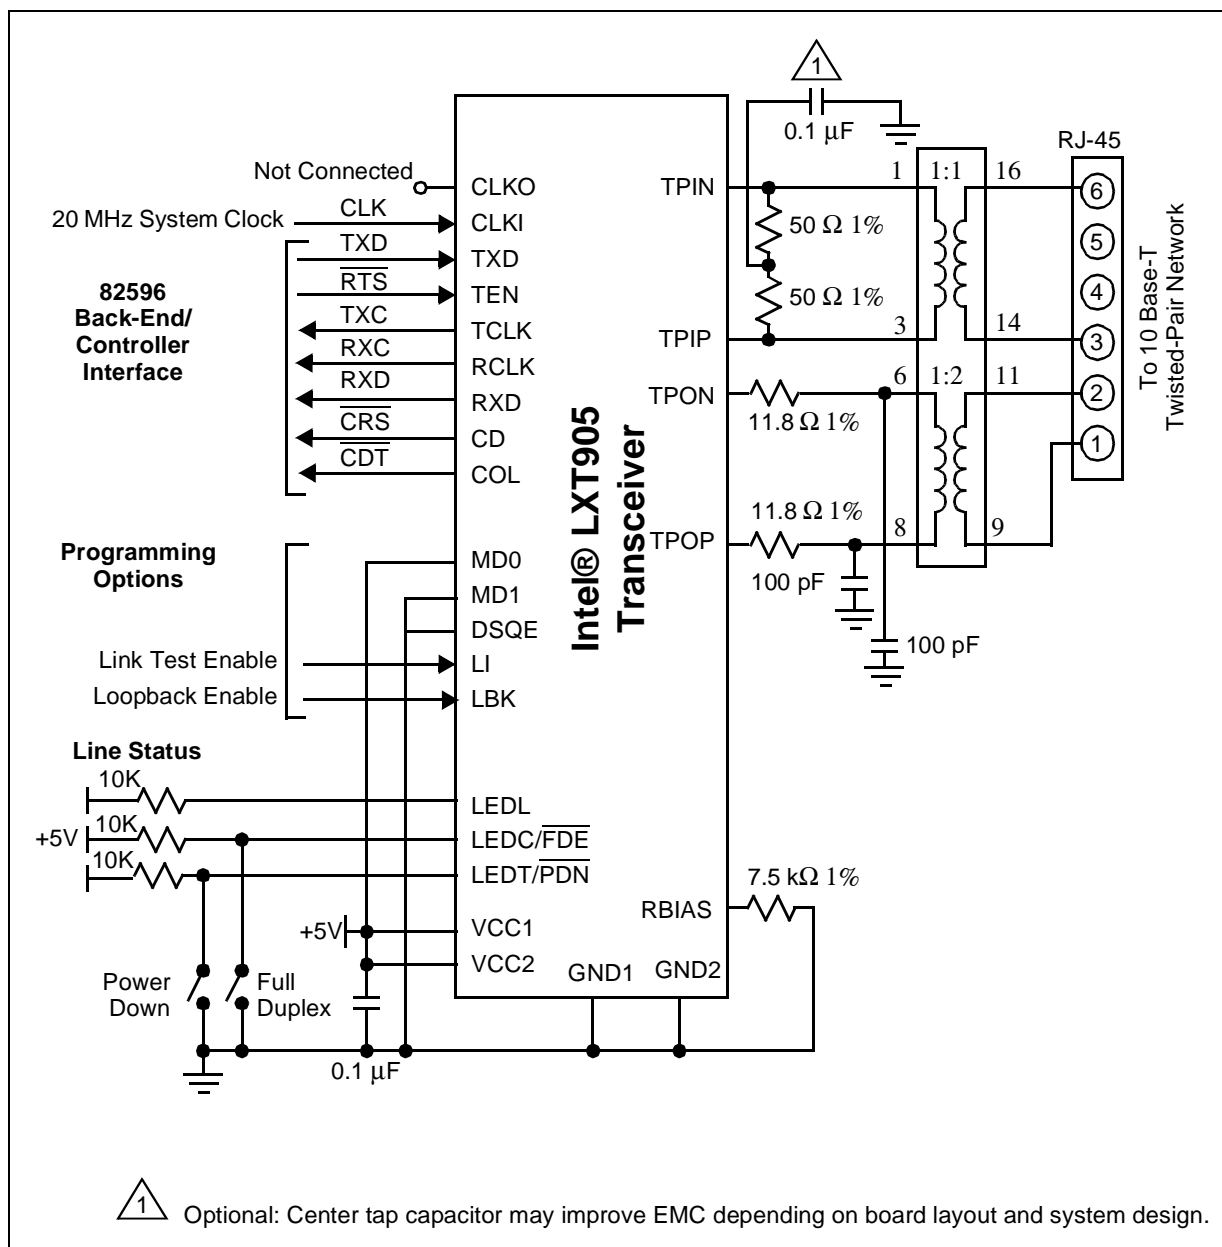 1
0.1 µF
RJ-45
Not Connected
CLKO
TPIN
1
1:1
16
6
20 MHz System Clock
CLK
CLKI
50 Ω 1%
5
TXD
TXD
82596
Back-End/
Controller
Interface
RTS
TEN
50 Ω 1%
4
TXC
TCLK
TPIP
3
14
3
RXC
RCLK
RXD
RXD
TPON
11.8 Ω 1%
6
1:2
11
2
CRS
CD
CDT
COL
1
To 10 Base-T
Twisted-Pair Network
Intel® LXT905
Transceiver
TPOP
11.8 Ω 1%
8
9
100 pF
100 pF
Programming
Options
MD0
MD1
DSQE
Link Test Enable
LI
Loopback Enable
LBK
Line Status
10K
LEDL
+5V
10K
LEDC/FDE
10K
LEDT/PDN
RBIAS
7.5 kΩ 1%
+5V
VCC1
VCC2
GND1
GND2
Power
Down
Full
Duplex
0.1 µF
1
Optional: Center tap capacitor may improve EMC depending on board layout and system design.